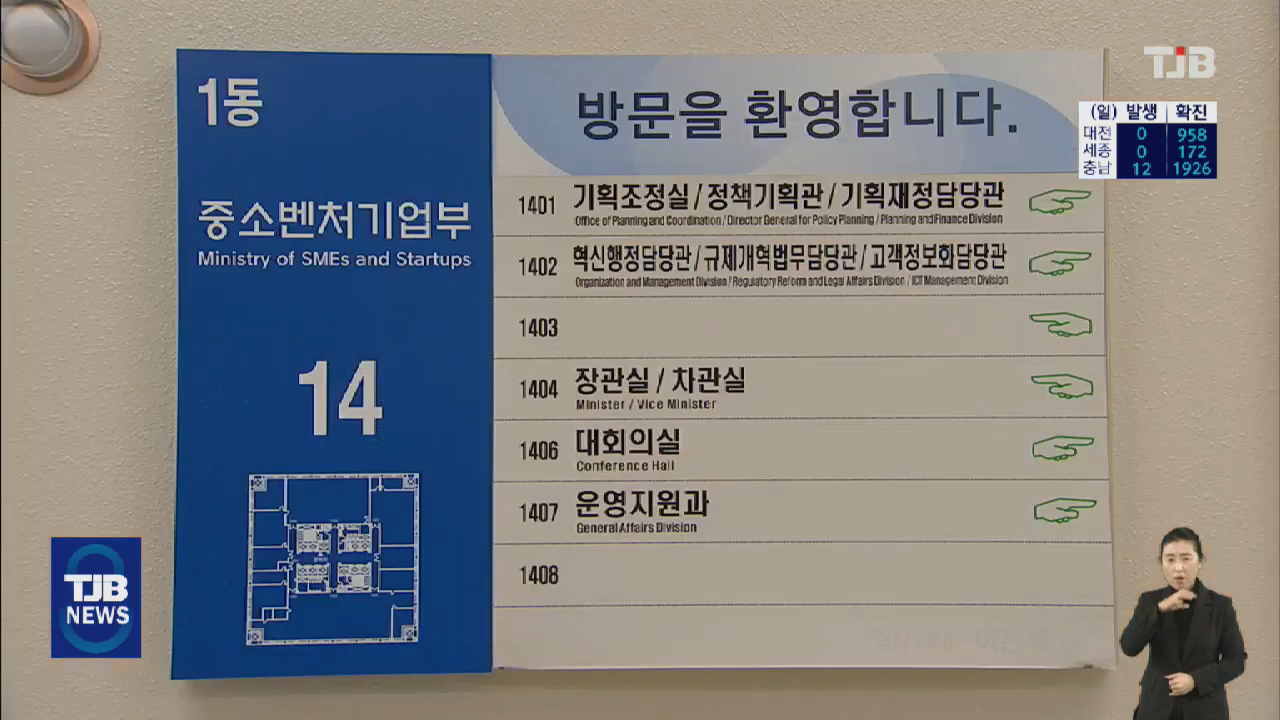 TJB
(일) 발생 확진
대전 0 958
세종 0 172
충남 12 1926
1동
중소벤처기업부
Ministry of SMEs and Startups
14
방문을 환영합니다.
1401 기획조정실 / 정책기획관 / 기획재정담당관
Office of Planning and Coordination / Director General for Policy Planning / Planning and Finance Division
1402 혁신행정담당관 / 규제개혁법무담당관 / 고객정보화담당관
Organization and Management Division / Regulatory Reform and Legal Affairs Division / ICT Management Division
1403
1404 장관실 / 차관실
Minister / Vice Minister
1406 대회의실
Conference Hall
1407 운영지원과
General Affairs Division
1408
8
TJB
NEWS